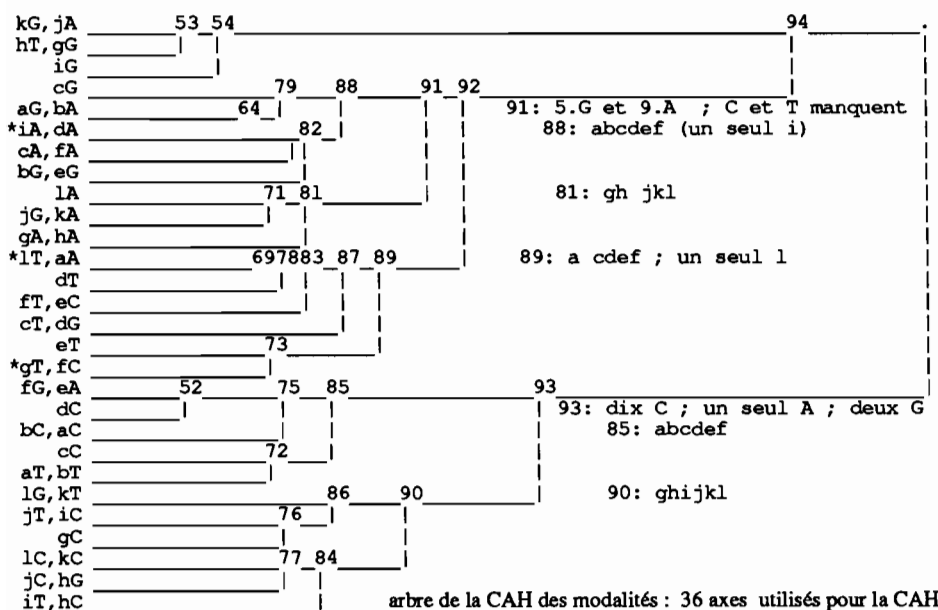 kG,jA 53 54 94 .
hT,gG
iG
cG 79 88 91 92
aG,bA 64 91: 5.G et 9.A ; C et T manquent
*iA,dA 82 88: abcdef (un seul i)
cA,fA
bG,eG
lA 71 81 81: gh jkl
jG,kA
gA,hA
*lT,aA 69 78 83 87 89 89: a cdef ; un seul l
dT
fT,eC
cT,dG
eT 73
*gT,fC
fG,eA 52 75 85 93
dC 93: dix C ; un seul A ; deux G
bC,aC 85: abcdef
cC 72
aT,bT
lG,kT 86 90 90: ghijkl
jT,iC 76
gC
lC,kC 77 84
jC,hG
iT,hC arbre de la CAH des modalités : 36 axes utilisés pour la CAH